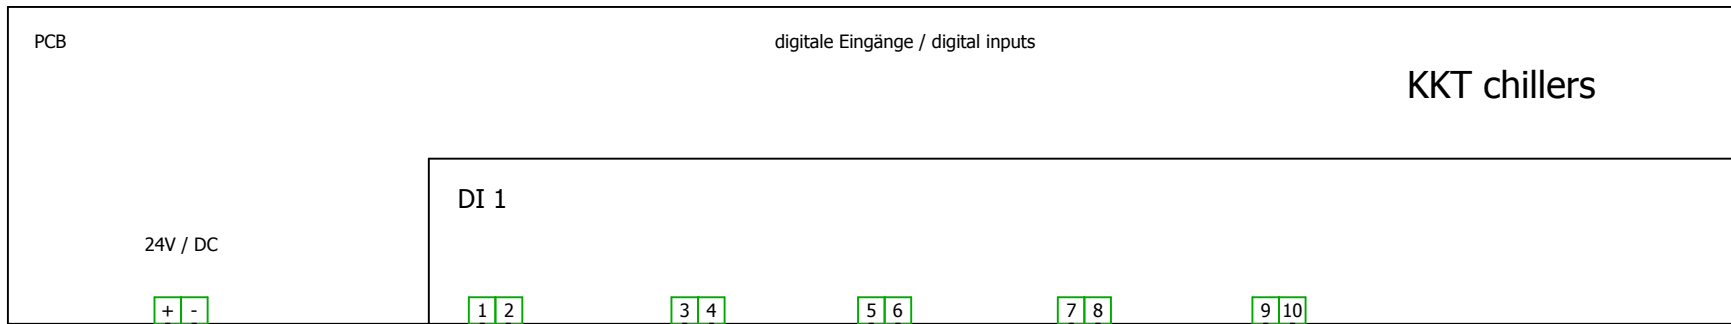 PCB
digitale Eingänge / digital inputs
KKT chillers
DI 1
24V / DC
+ - 1 2 3 4 5 6 7 8 9 10